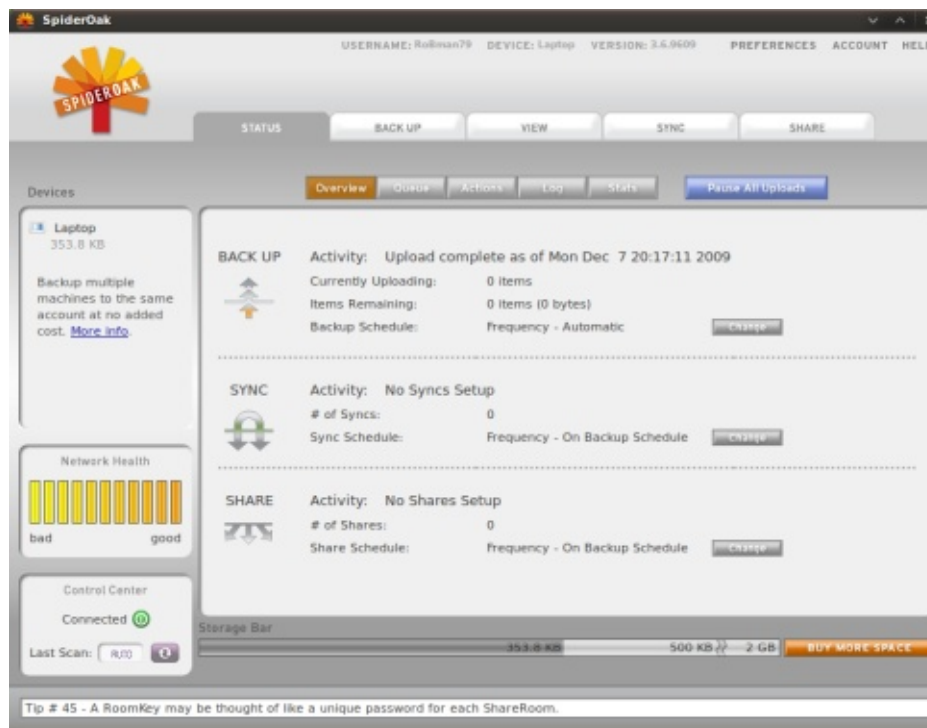 SpiderOak
USERNAME: Rollman79 DEVICE: Laptop VERSION: 3.6.9609 PREFERENCES ACCOUNT HELP
SPIDEROAK
STATUS BACK UP VIEW SYNC SHARE
Devices
Overview Queue Actions Log Stats Pause All Uploads
Laptop
353.8 KB
Backup multiple
machines to the same
account at no added
cost. More info.
BACK UP Activity: Upload complete as of Mon Dec 7 20:17:11 2009
Currently Uploading: 0 items
Items Remaining: 0 items (0 bytes)
Backup Schedule: Frequency - Automatic Change
SYNC Activity: No Syncs Setup
# of Syncs: 0
Sync Schedule: Frequency - On Backup Schedule Change
Network Health
bad good
SHARE Activity: No Shares Setup
# of Shares: 0
Share Schedule: Frequency - On Backup Schedule Change
Control Center
Connected
Last Scan: AUTO
Storage Bar
353.8 KB 500 KB 2 GB BUY MORE SPACE
Tip # 45 - A RoomKey may be thought of like a unique password for each ShareRoom.